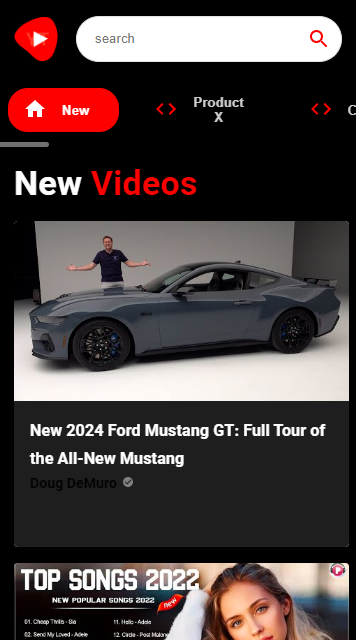 search
New
Product
X
C
New Videos
New 2024 Ford Mustang GT: Full Tour of
the All-New Mustang
Doug DeMuro
TOP SONGS 2022
NEW POPULAR SONGS 2022
new
01. Cheap Thrills - Sia
11. Hello - Adele
02. Send My Loved - Adele
12. Circle - Post Malone